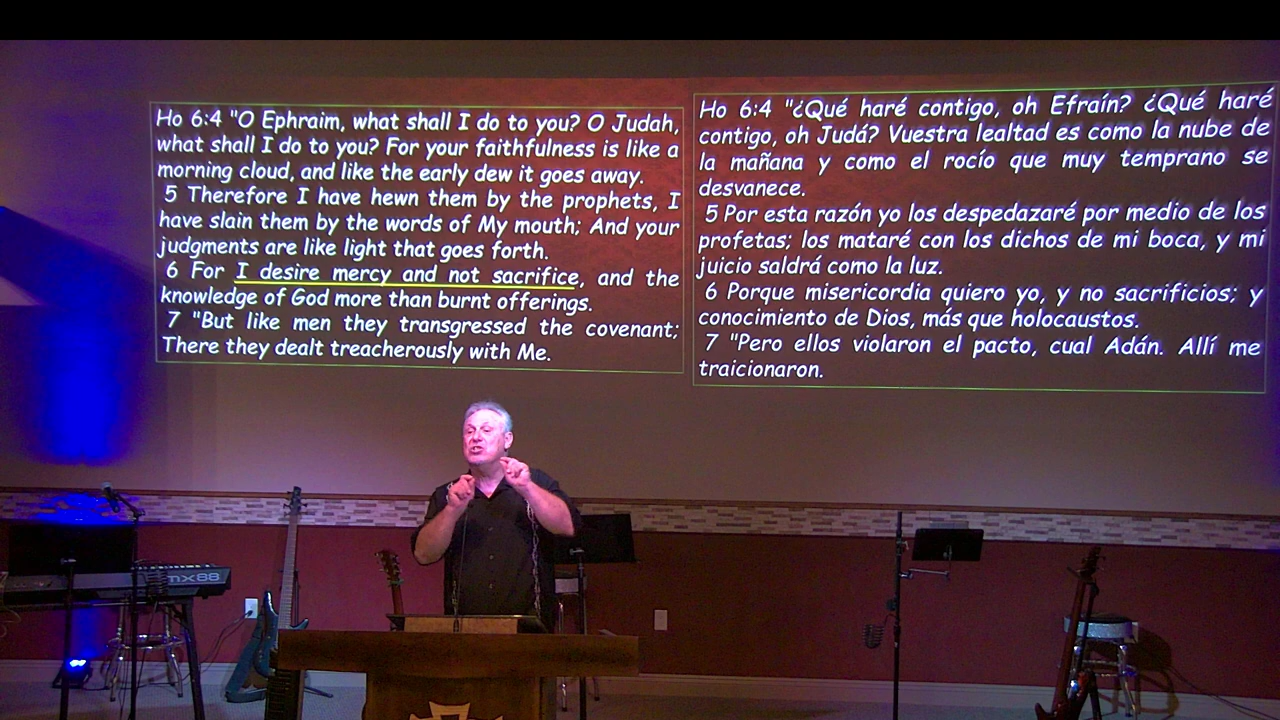 Ho 6:4 "O Ephraim, what shall I do to you? O Judah,
what shall I do to you? For your faithfulness is like a
morning cloud, and like the early dew it goes away.
5 Therefore I have hewn them by the prophets, I
have slain them by the words of My mouth; And your
judgments are like light that goes forth.
6 For I desire mercy and not sacrifice, and the
knowledge of God more than burnt offerings.
7 "But like men they transgressed the covenant;
There they dealt treacherously with Me.
Ho 6:4 "¿Qué haré contigo, oh Efraín? ¿Qué haré
contigo, oh Judá? Vuestra lealtad es como la nube de
la mañana y como el rocío que muy temprano se
desvanece.
5 Por esta razón yo los despedazaré por medio de los
profetas; los mataré con los dichos de mi boca, y mi
juicio saldrá como la luz.
6 Porque misericordia quiero yo, y no sacrificios; y
conocimiento de Dios, más que holocaustos.
7 "Pero ellos violaron el pacto, cual Adán. Allí me
traicionaron.
mx88